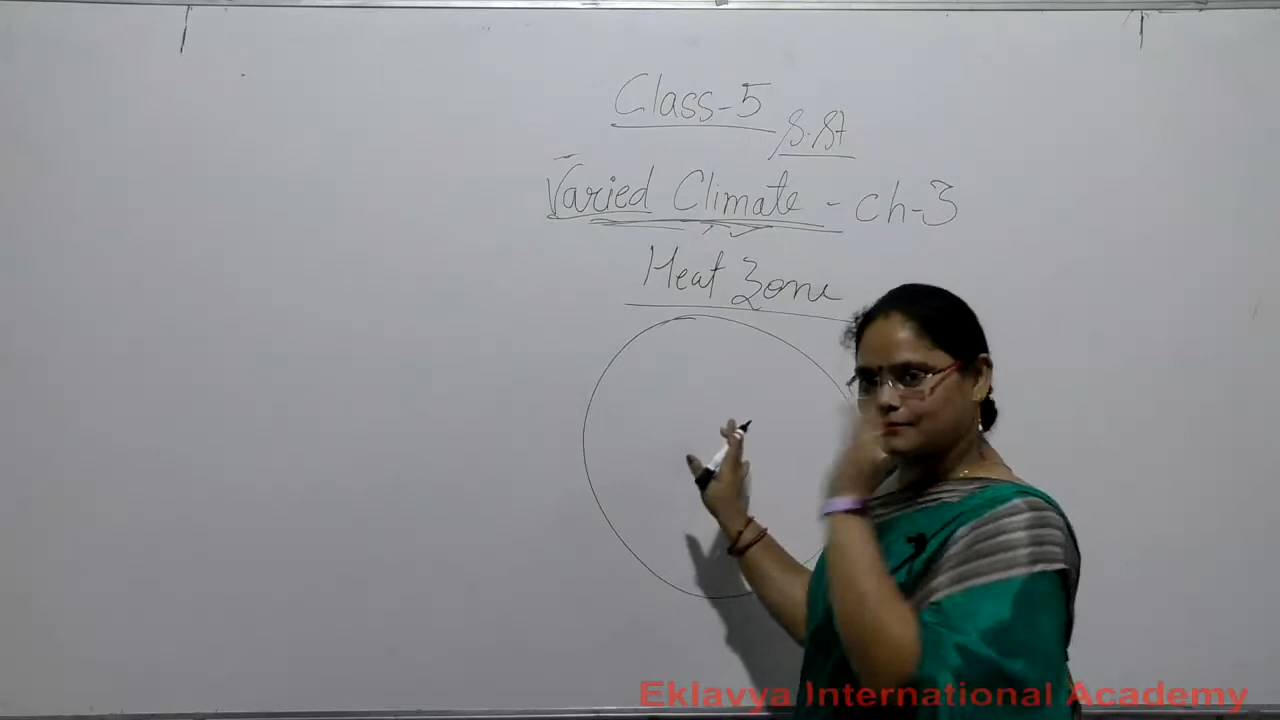 Class-5
S.St
Varied Climate - Ch-3
Heat Zone
Eklavya International Academy